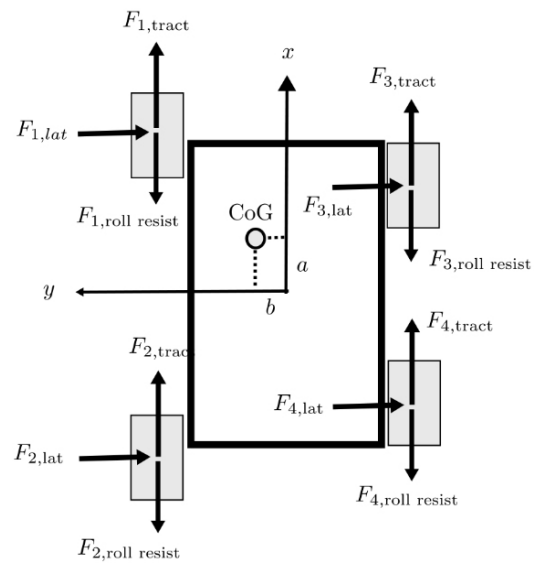 F1,tract
x
F3,tract
F1,lat
F3,lat
F1,roll resist
CoG
F3,roll resist
a
y
b
F4,tract
F2,tract
F4,lat
F2,lat
F4,roll resist
F2,roll resist